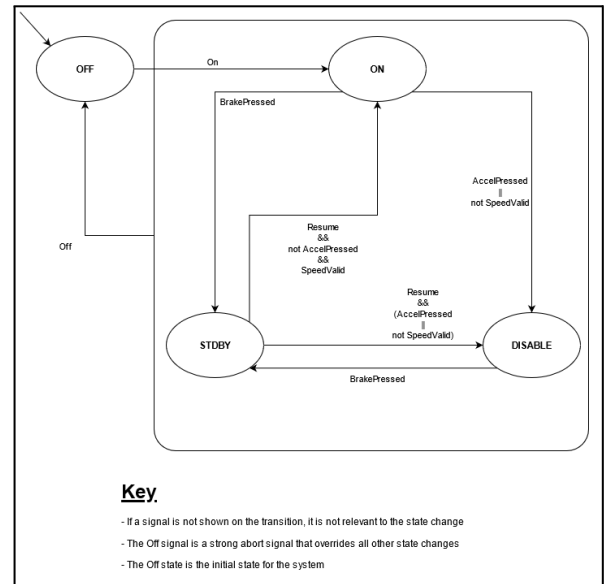 OFF
On
ON
BrakePressed
AccelPressed
||
not SpeedValid
Resume
&&
not AccelPressed
&&
SpeedValid
Off
Resume
&&
(AccelPressed
||
not SpeedValid)
STDBY
DISABLE
BrakePressed
Key
- If a signal is not shown on the transition, it is not relevant to the state change
- The Off signal is a strong abort signal that overrides all other state changes
- The Off state is the initial state for the system